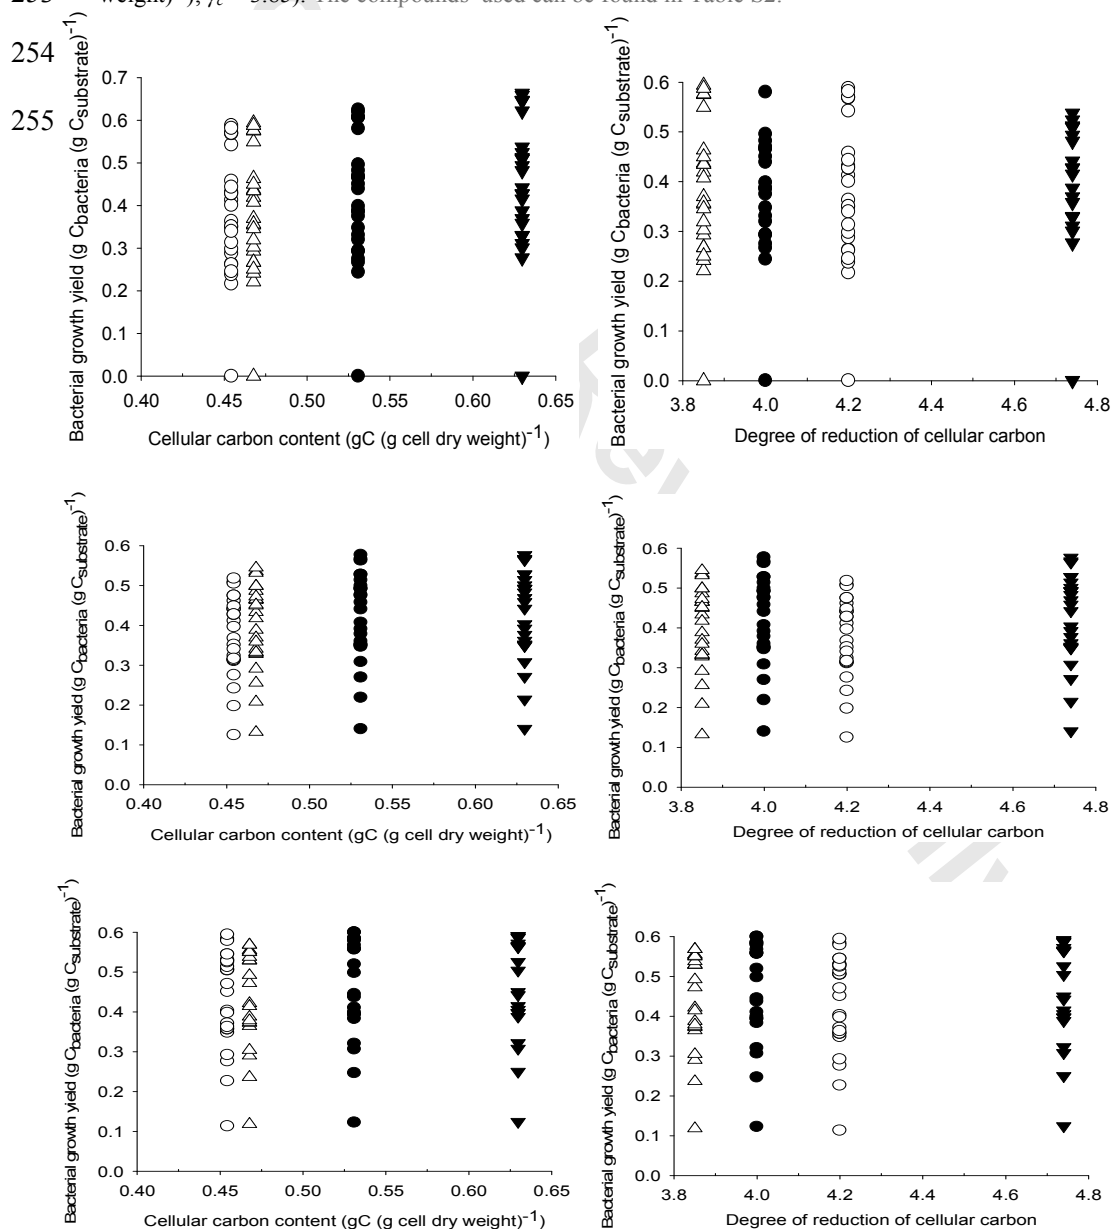 weight)⁻¹), γc = 3.85). The compounds' used can be found in Table S2.
254
255
Bacterial growth yield (g Cbacteria (g Csubstrate)-1)
0.7
0.6
0.5
0.4
0.3
0.2
0.1
0.0
0.40 0.45 0.50 0.55 0.60 0.65
Cellular carbon content (gC (g cell dry weight)-1)
Bacterial growth yield (g Cbacteria (g Csubstrate)-1)
0.6
0.5
0.4
0.3
0.2
0.1
0.0
3.8 4.0 4.2 4.4 4.6 4.8
Degree of reduction of cellular carbon
Bacterial growth yield (g Cbacteria (g Csubstrate)-1)
0.6
0.5
0.4
0.3
0.2
0.1
0.0
0.40 0.45 0.50 0.55 0.60 0.65
Cellular carbon content (gC (g cell dry weight)-1)
Bacterial growth yield (g Cbacteria (g Csubstrate)-1)
0.6
0.5
0.4
0.3
0.2
0.1
0.0
3.8 4.0 4.2 4.4 4.6 4.8
Degree of reduction of cellular carbon
Bacterial growth yield (g Cbacteria (g Csubstrate)-1)
0.6
0.5
0.4
0.3
0.2
0.1
0.0
0.40 0.45 0.50 0.55 0.60 0.65
Cellular carbon content (gC (g cell dry weight)-1)
Bacterial growth yield (g Cbacteria (g Csubstrate)-1)
0.6
0.5
0.4
0.3
0.2
0.1
0.0
3.8 4.0 4.2 4.4 4.6 4.8
Degree of reduction of cellular carbon